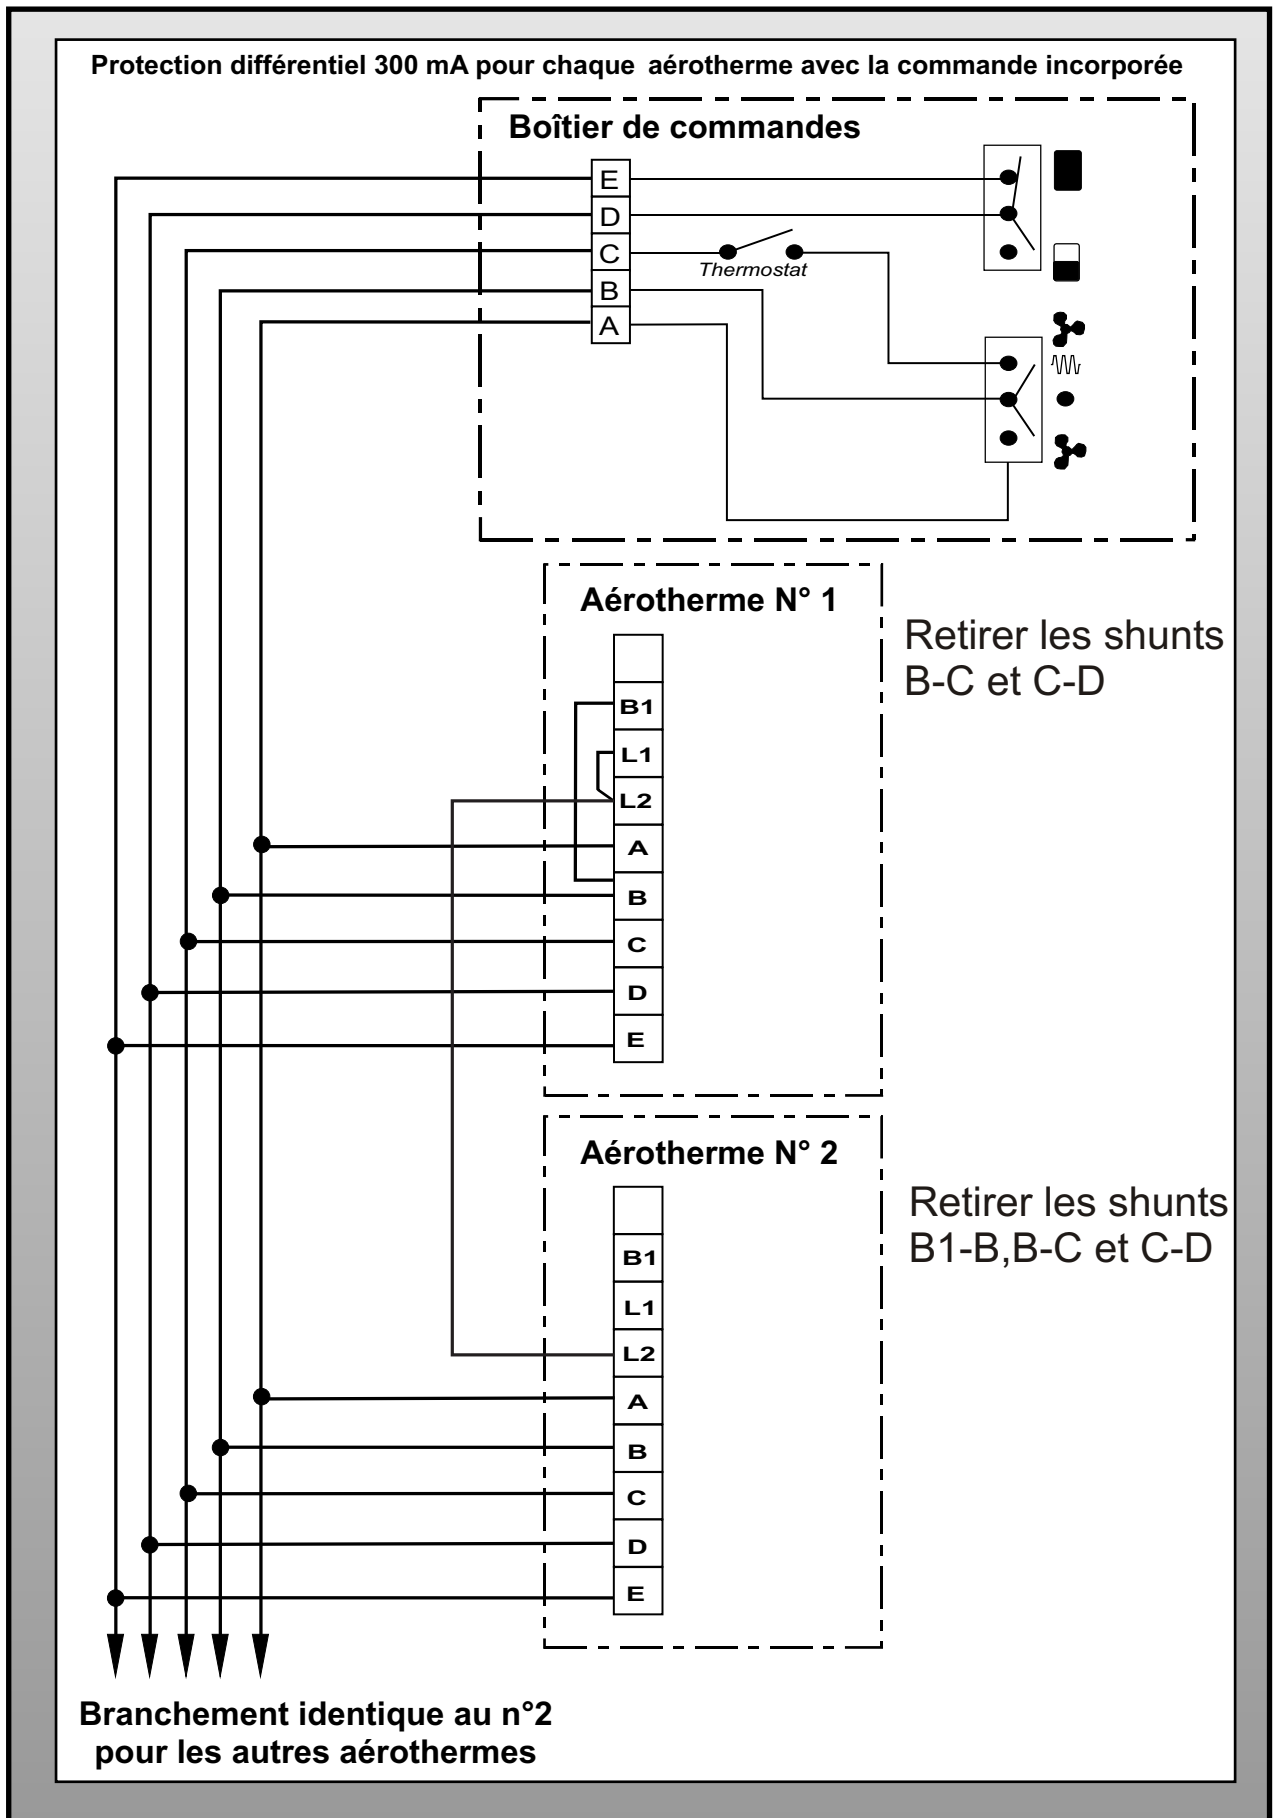 Protection différentiel 300 mA pour chaque aérotherme avec la commande incorporée
Boîtier de commandes
E
D
C
B
A
Thermostat
Aérotherme N° 1
B1
L1
L2
A
B
C
D
E
Retirer les shunts
B-C et C-D
Aérotherme N° 2
B1
L1
L2
A
B
C
D
E
Retirer les shunts
B1-B,B-C et C-D
Branchement identique au n°2
pour les autres aérothermes